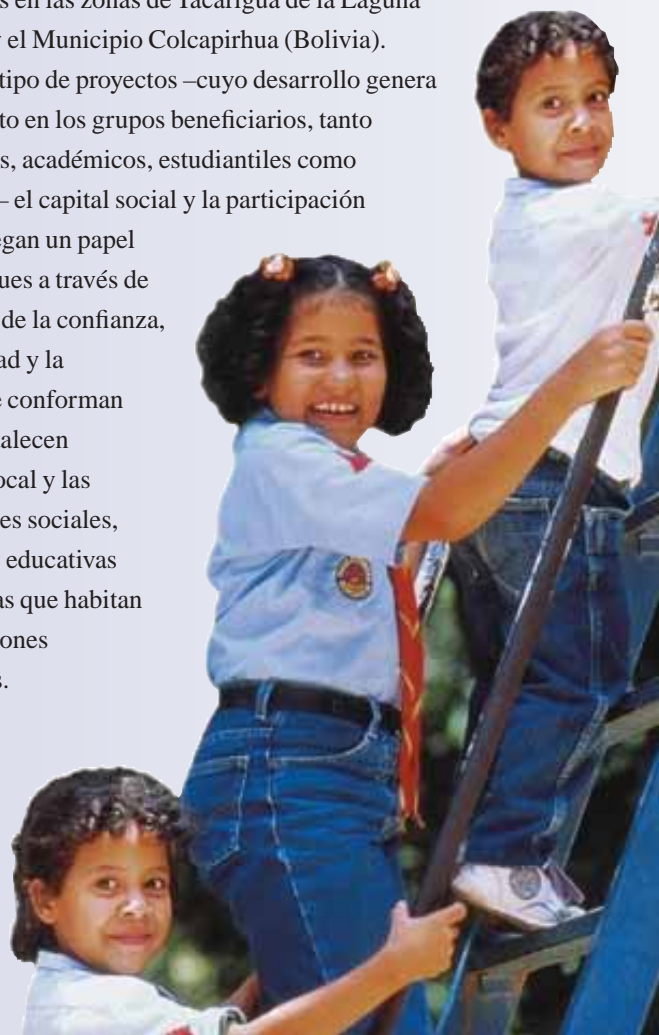 s en las zonas de Tacarigua de la Laguna
y el Municipio Colcapirhua (Bolivia).
tipo de proyectos –cuyo desarrollo genera
to en los grupos beneficiarios, tanto
s, académicos, estudiantiles como
– el capital social y la participación
egan un papel
ues a través de
de la confianza,
ad y la
e conforman
alecen
ocal y las
es sociales,
educativas
as que habitan
ones
s.